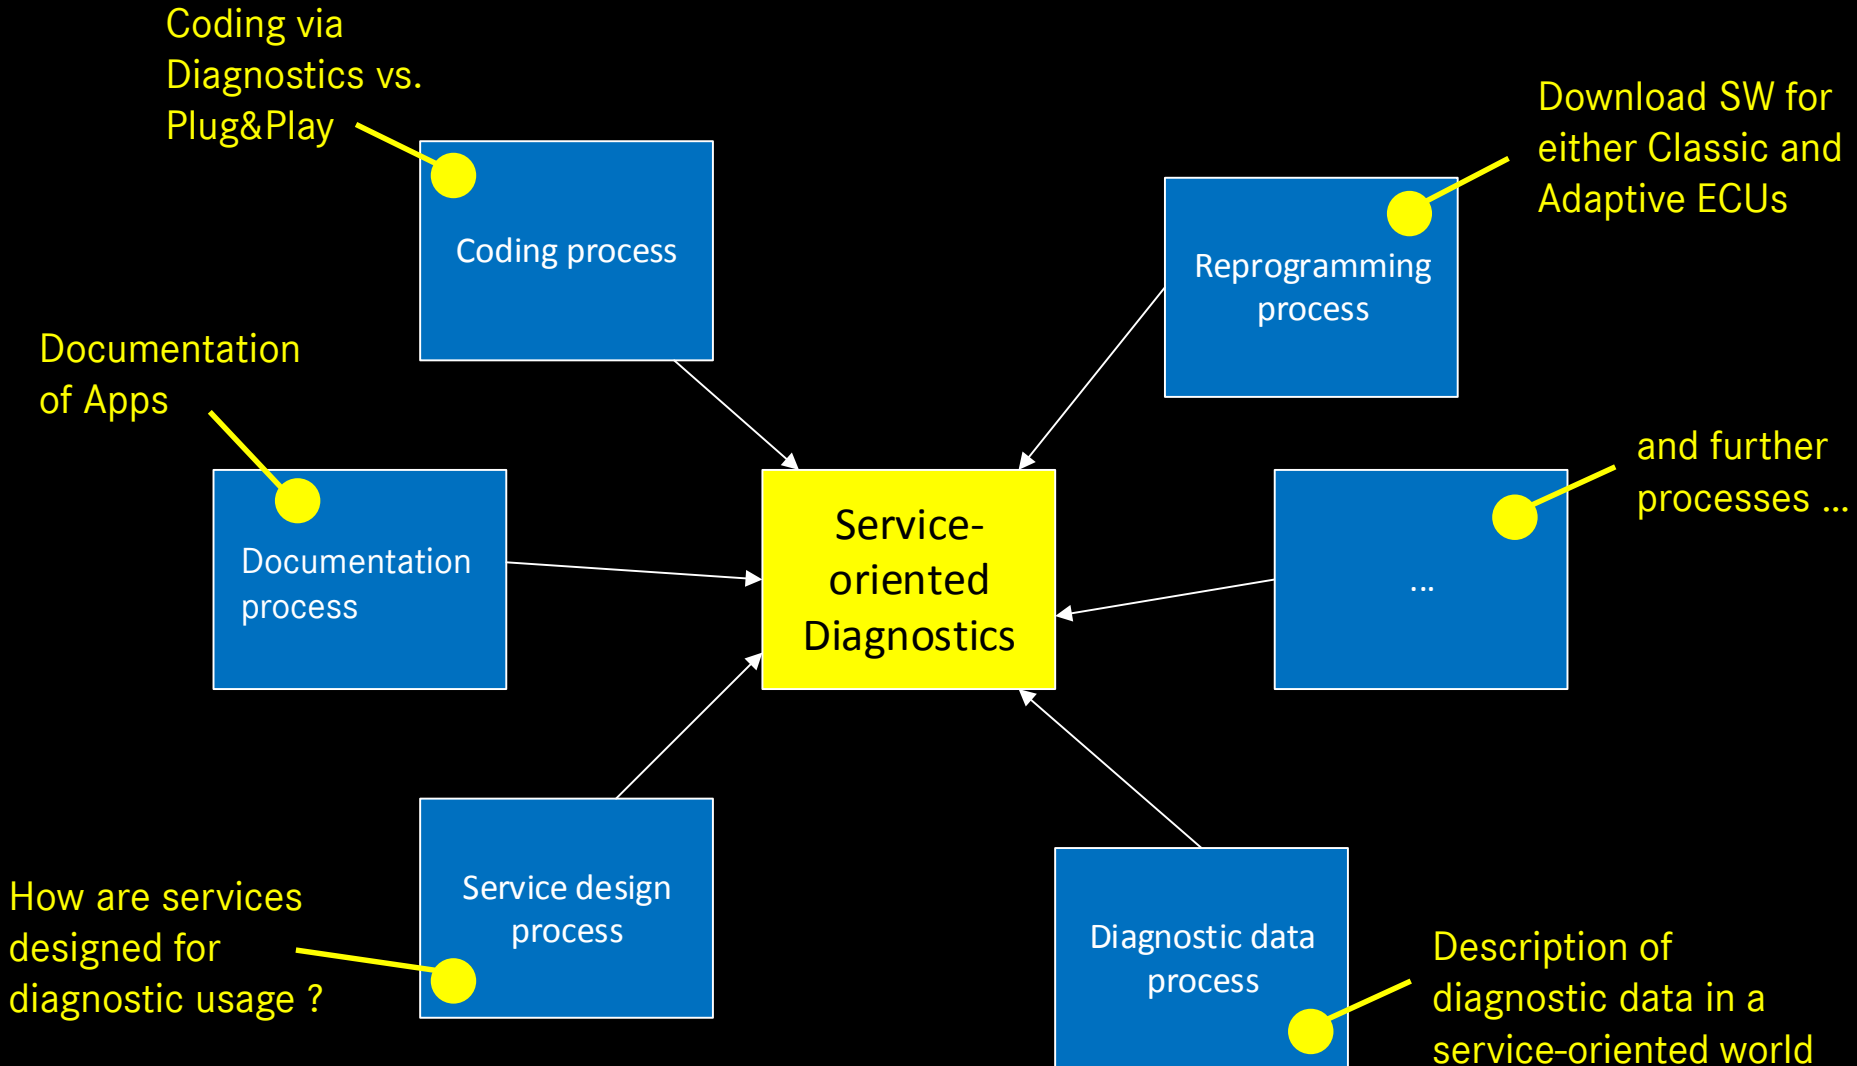 Coding via
Diagnostics vs.
Plug&Play
Coding process
Download SW for
either Classic and
Adaptive ECUs
Reprogramming
process
Documentation
of Apps
Documentation
process
Service-
oriented
Diagnostics
and further
processes ...
...
How are services
designed for
diagnostic usage ?
Service design
process
Diagnostic data
process
Description of
diagnostic data in a
service-oriented world